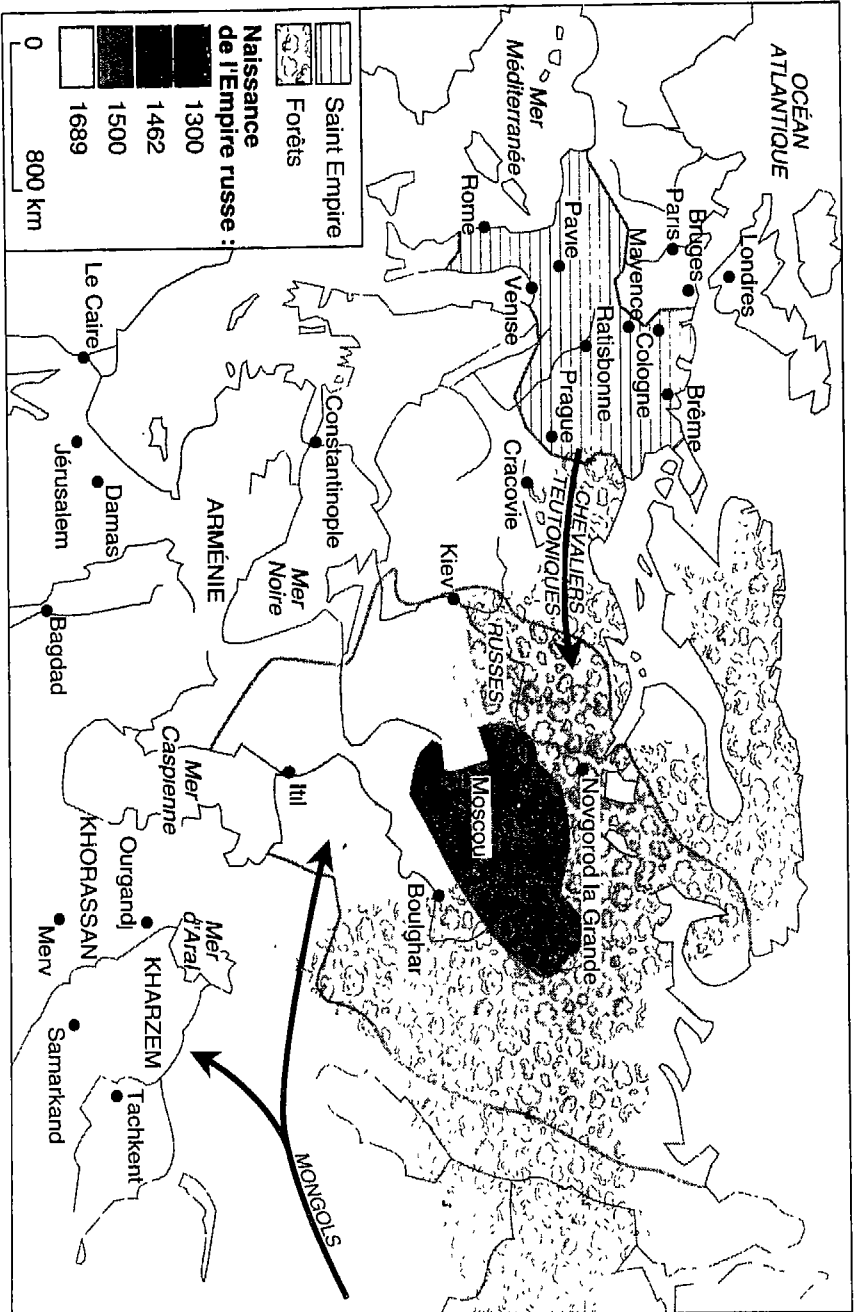 OCÉAN
ATLANTIQUE
Londres
Bruges
Paris
Brême
Cologne
Mayence
Ratisbonne
Prague
Pavie
Venise
Rome
Mer
Méditerranée
Cracovie
CHEVALIERS
TEUTONIQUES
Novgorod la Grande
RUSSES
Kiev
Moscou
Boulghar
Constantinople
Mer
Noire
ARMÉNIE
Itil
Mer
Caspienne
Le Caire
Jérusalem
Damas
Bagdad
KHORASSAN
Ourgandj
Merv
Mer
d'Aral
KHARZEM
Samarkand
Tachkent
MONGOLS
Saint Empire
Forêts
Naissance
de l'Empire russe :
1300
1462
1500
1689
0 800 km